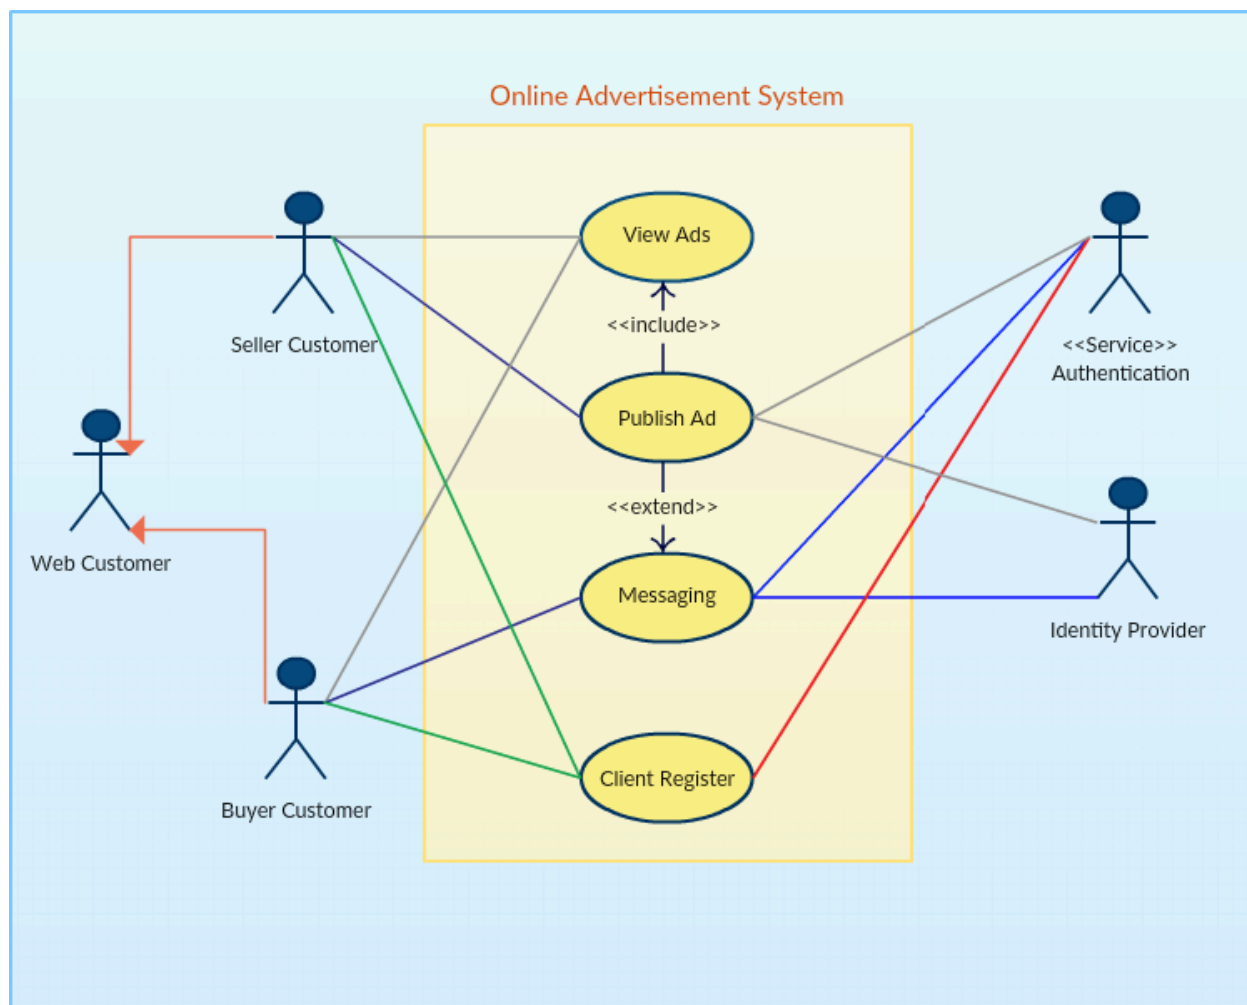 Online Advertisement System
View Ads
<<include>>
Seller Customer
<<Service>>
Authentication
Publish Ad
<<extend>>
Web Customer
Messaging
Identity Provider
Client Register
Buyer Customer